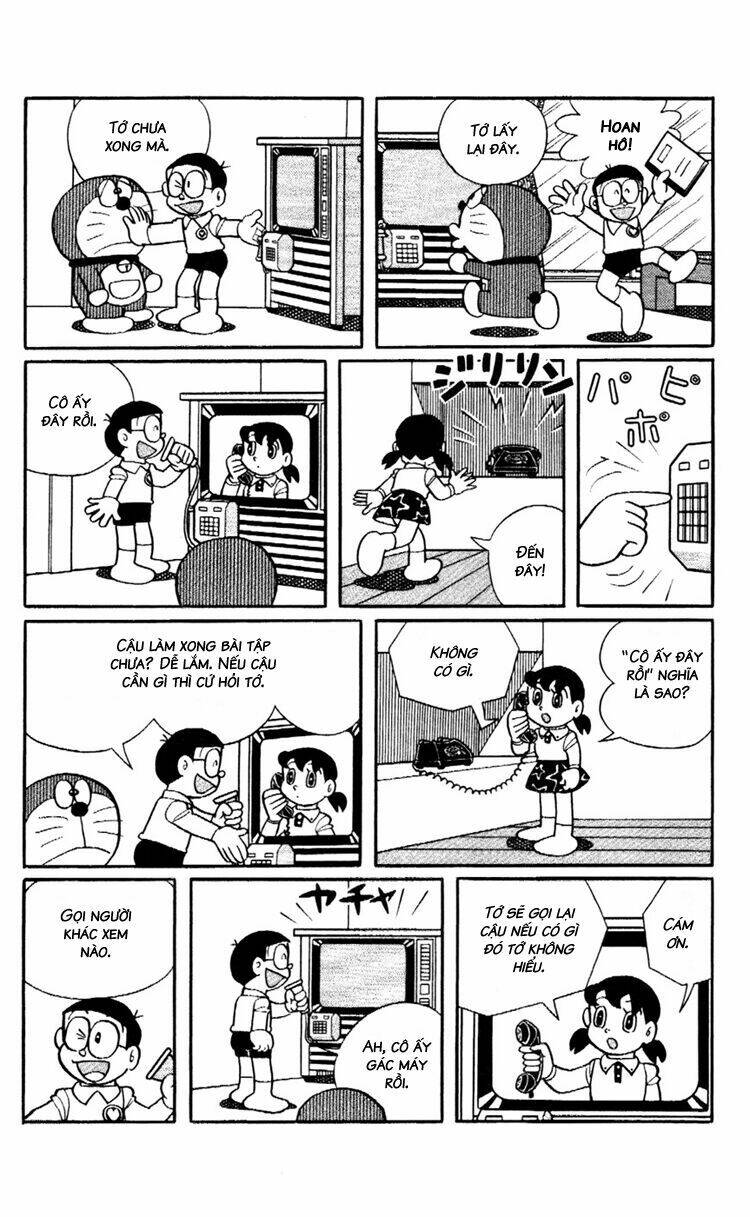 HOAN
HÔ!
TỚ LẤY
LẠI ĐÂY.
TỚ CHƯA
XONG MÀ.
ピポパ
ジリリリン
ĐẾN
ĐÂY!
CÔ ẤY
ĐÂY RỒI.
“CÔ ẤY ĐÂY
RỒI” NGHĨA
LÀ SAO?
KHÔNG
CÓ GÌ.
CẬU LÀM XONG BÀI TẬP
CHƯA? DỄ LẮM. NẾU CẬU
CẦN GÌ THÌ CỨ HỎI TỚ.
CÁM
ƠN.
TỚ SẼ GỌI LẠI
CẬU NẾU CÓ GÌ
ĐÓ TỚ KHÔNG
HIỂU.
ガチャ
AH, CÔ ẤY
GÁC MÁY
RỒI.
GỌI NGƯỜI
KHÁC XEM
NÀO.